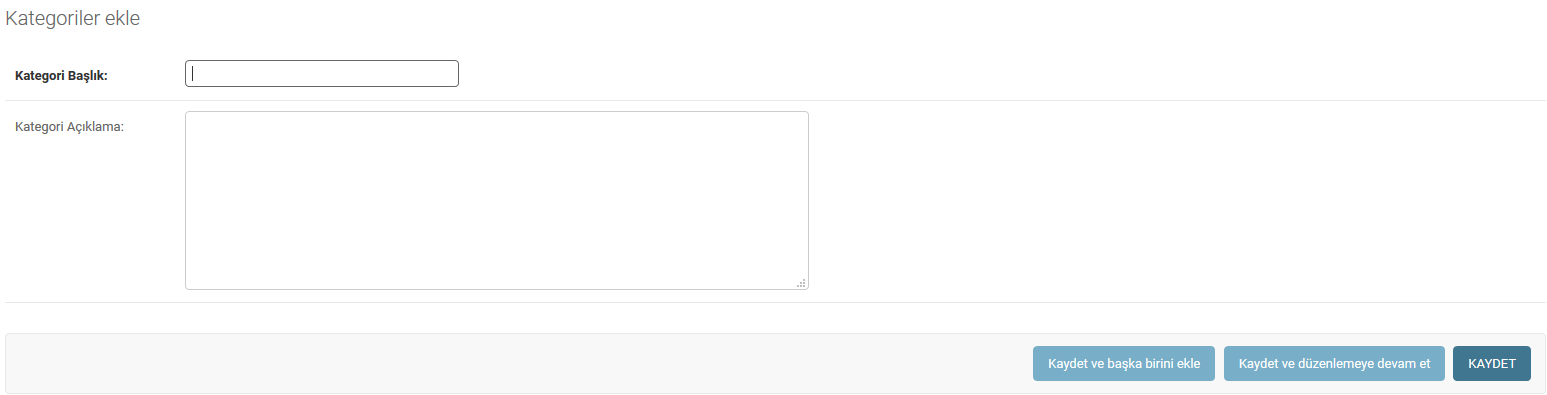 Kategoriler ekle
Kategori Başlık:
Kategori Açıklama:
Kaydet ve başka birini ekle
Kaydet ve düzenlemeye devam et
KAYDET